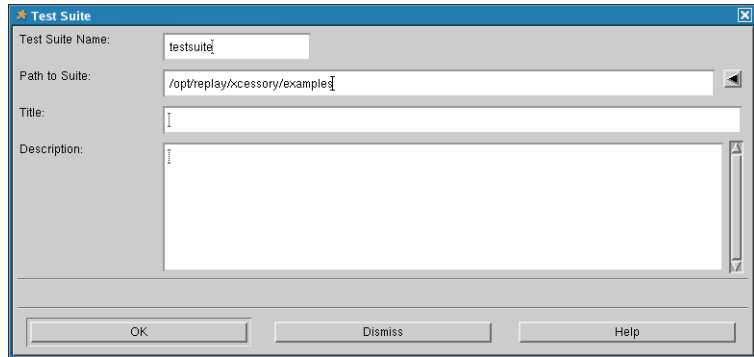 Test Suite
Test Suite Name:
testsuite
Path to Suite:
/opt/replay/xcessory/examples
Title:
Description:
OK
Dismiss
Help